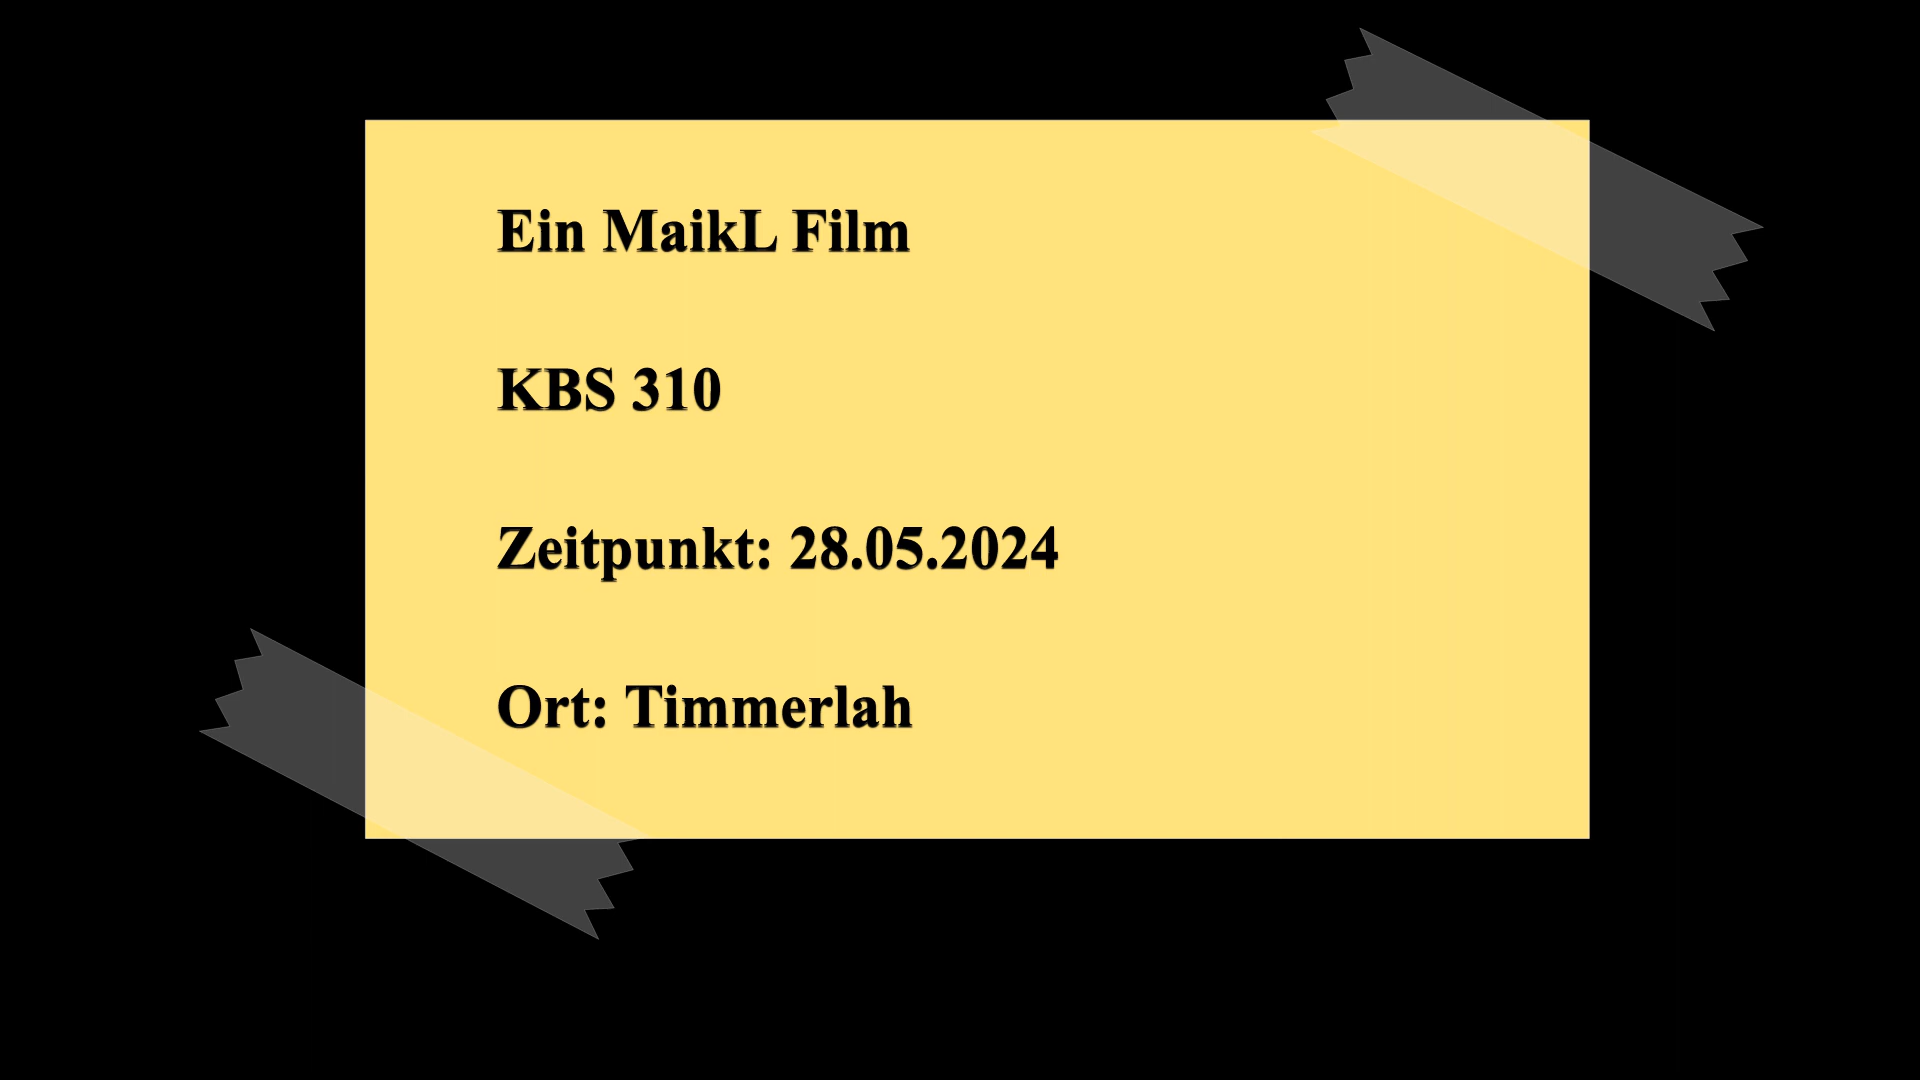 Ein MaikL Film
KBS 310
Zeitpunkt: 28.05.2024
Ort: Timmerlah